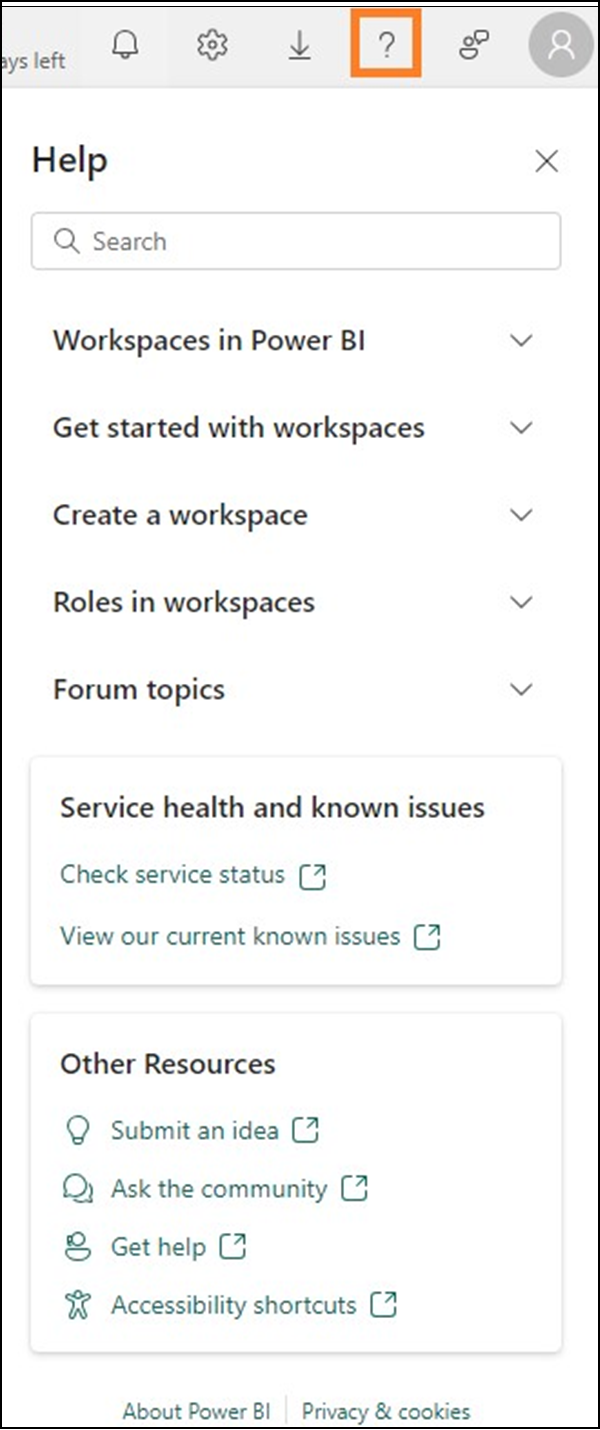 ays left
?
Help
Search
Workspaces in Power BI
Get started with workspaces
Create a workspace
Roles in workspaces
Forum topics
Service health and known issues
Check service status
View our current known issues
Other Resources
Submit an idea
Ask the community
Get help
Accessibility shortcuts
About Power BI | Privacy & cookies